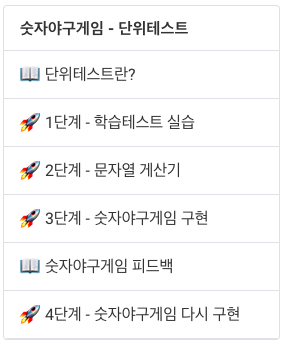 숫자야구게임 - 단위테스트
📖 단위테스트란?
🚀 1단계 - 학습테스트 실습
🚀 2단계 - 문자열 계산기
🚀 3단계 - 숫자야구게임 구현
📖 숫자야구게임 피드백
🚀 4단계 - 숫자야구게임 다시 구현